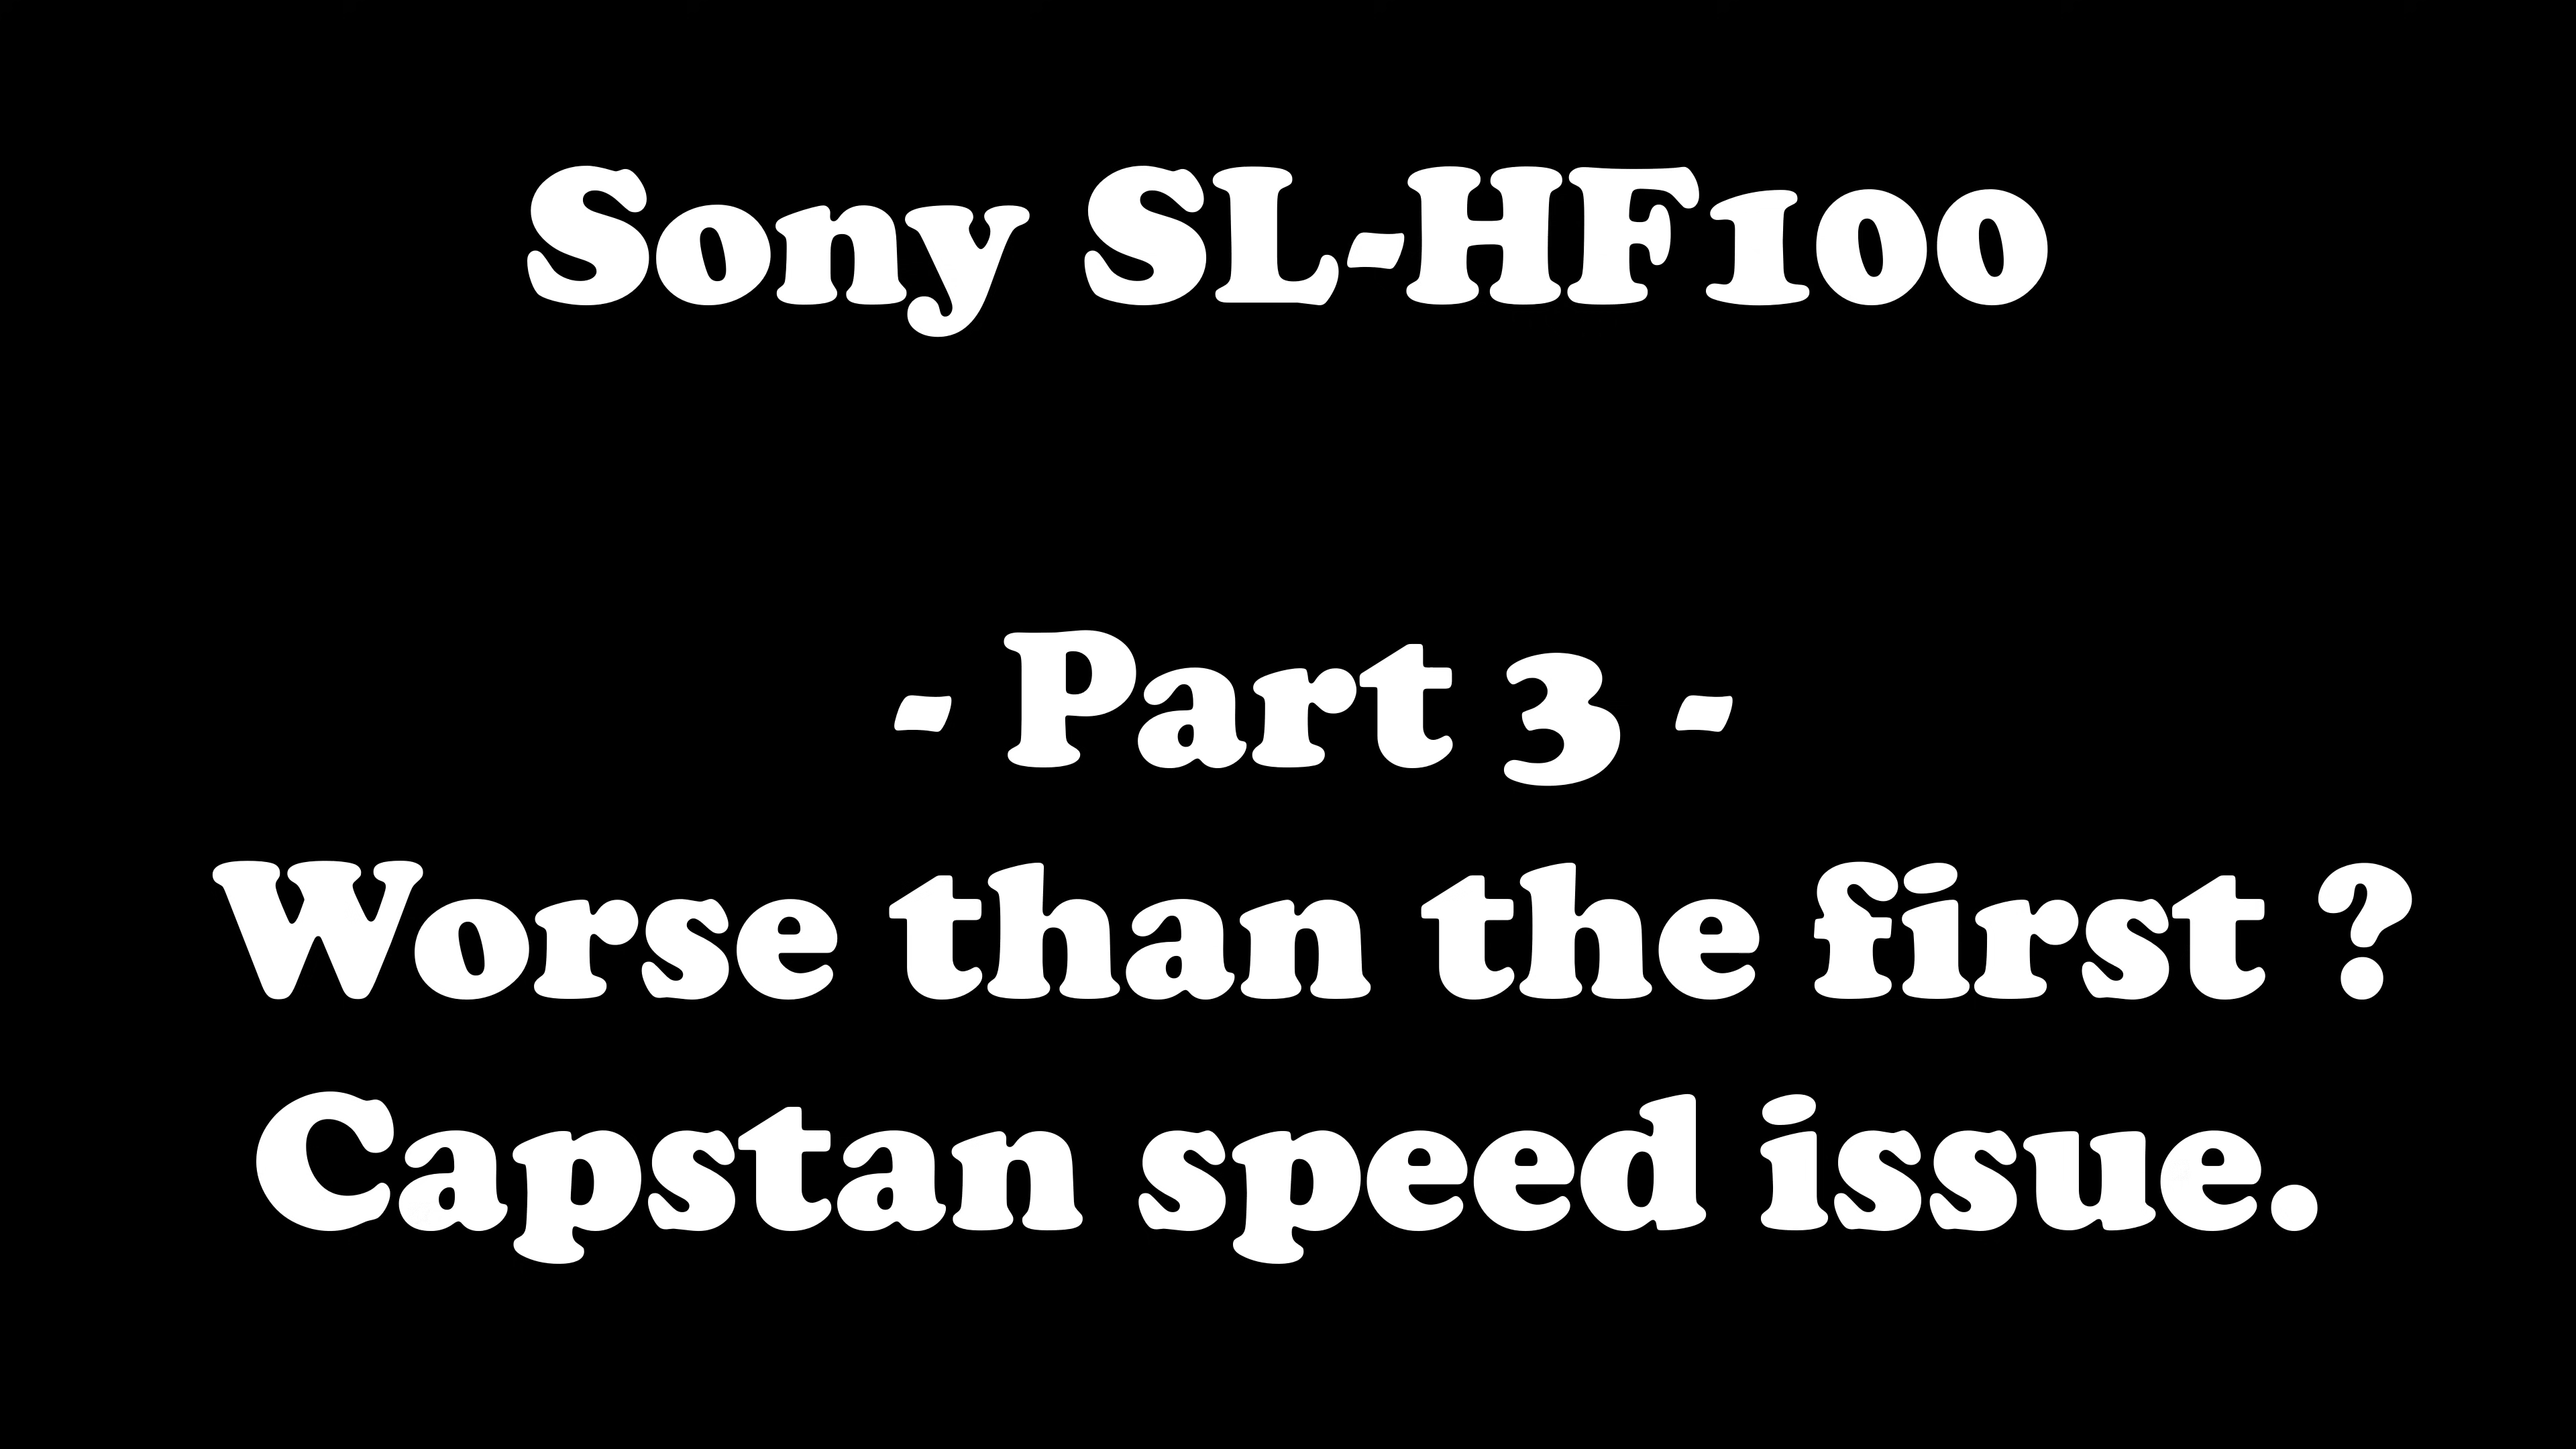 Sony SL-HF100
- Part 3 -
Worse than the first ?
Capstan speed issue.